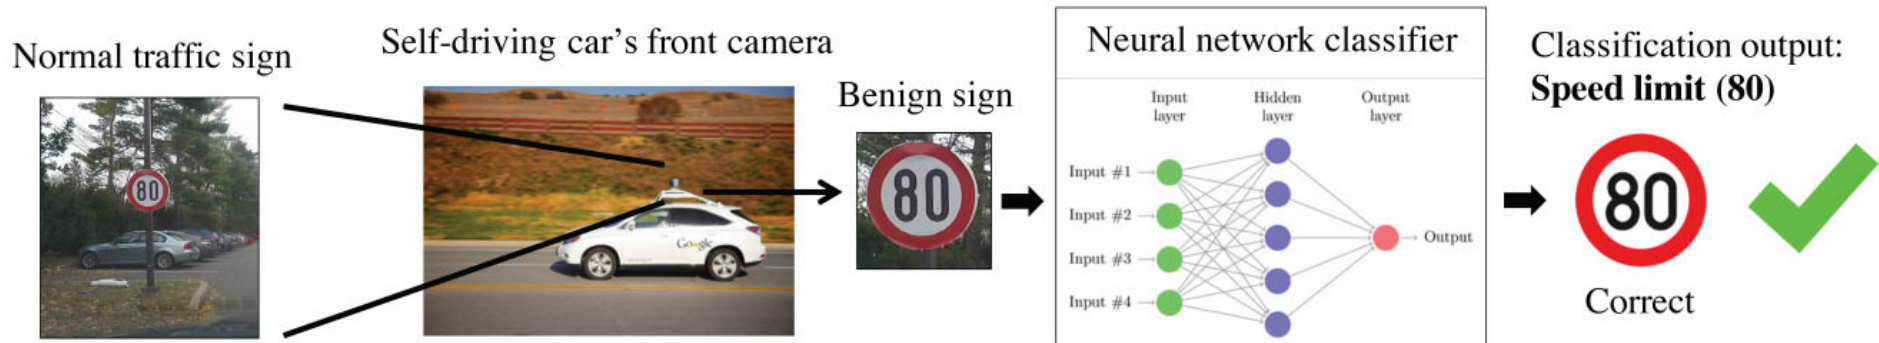 Normal traffic sign
80
Self-driving car's front camera
Google
Benign sign
80
Neural network classifier
Input
layer
Hidden
layer
Output
layer
Input #1
Input #2
Input #3
Input #4
Output
Classification output:
Speed limit (80)
80
Correct